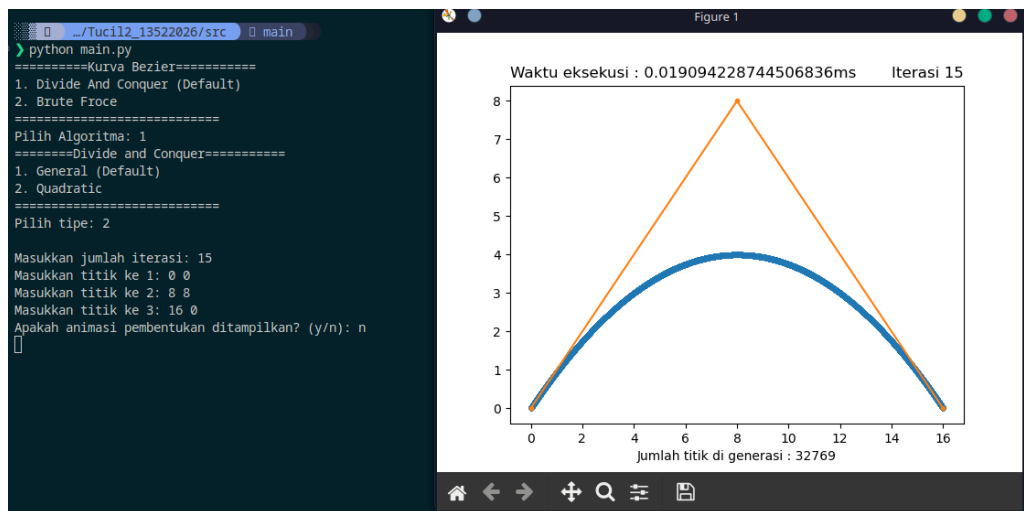 …/Tucil2_13522026/src main
❯ python main.py
==========Kurva Bezier===========
1. Divide And Conquer (Default)
2. Brute Froce
============================
Pilih Algoritma: 1
========Divide and Conquer===========
1. General (Default)
2. Quadratic
============================
Pilih tipe: 2
Masukkan jumlah iterasi: 15
Masukkan titik ke 1: 0 0
Masukkan titik ke 2: 8 8
Masukkan titik ke 3: 16 0
Apakah animasi pembentukan ditampilkan? (y/n): n
Figure 1
Waktu eksekusi : 0.019094228744506836ms Iterasi 15
8
7
6
5
4
3
2
1
0
0 2 4 6 8 10 12 14 16
Jumlah titik di generasi : 32769